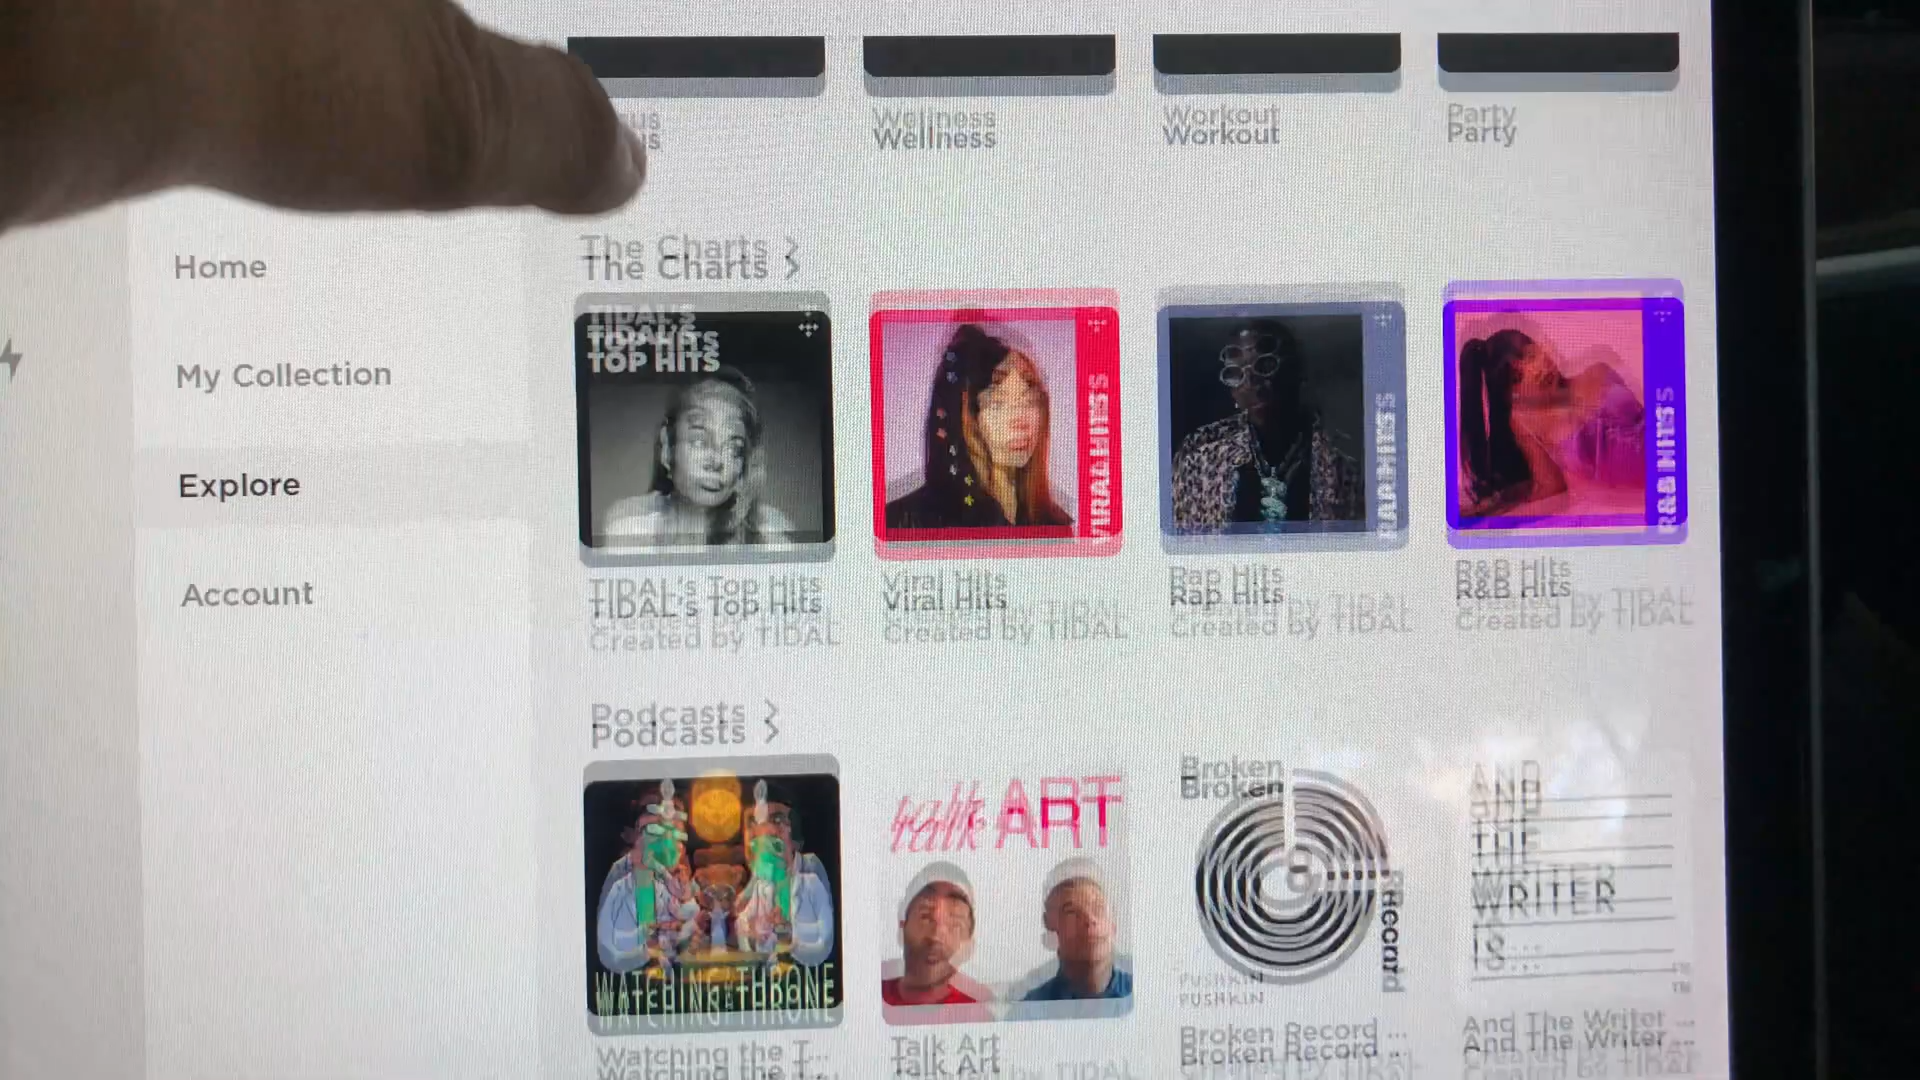 Wellness
Workout
Party
Home
My Collection
Explore
Account
The Charts
TIDAL'S
TOP HITS
VIRAL HITS
RAP HITS
R&B HITS
TIDAL's Top Hits
Created by TIDAL
Viral Hits
Created by TIDAL
Rap Hits
Created by TIDAL
R&B Hits
Created by TIDAL
Podcasts
WATCHING THE THRONE
talk ART
Broken
Record
PUSHKIN
AND
THE
WRITER
IS...
TM
Watching the T...
Talk Art
Broken Record ...
And The Writer ...